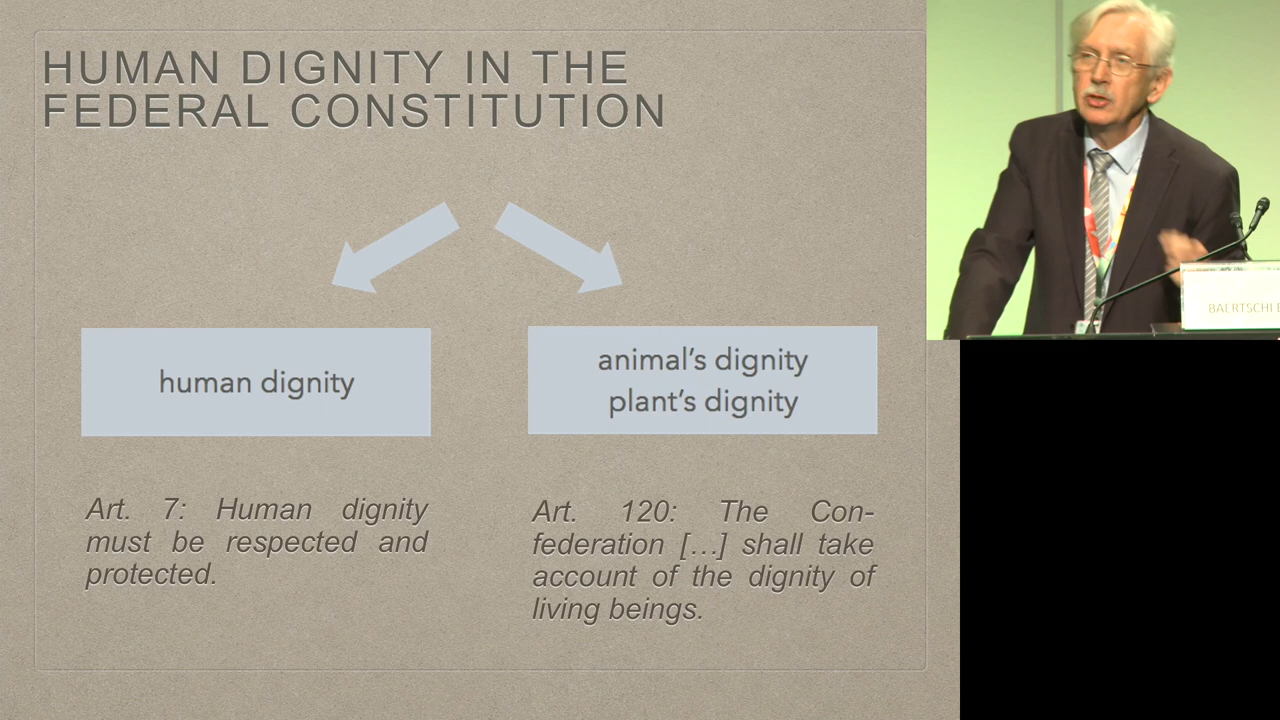 HUMAN DIGNITY IN THE
FEDERAL CONSTITUTION
human dignity
animal’s dignity
plant’s dignity
Art. 7: Human dignity
must be respected and
protected.
Art. 120: The Con-
federation […] shall take
account of the dignity of
living beings.
BAERTSCHI